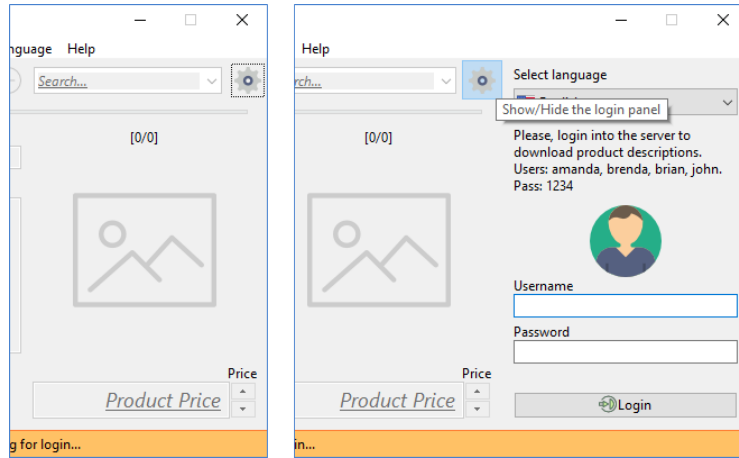 nguage Help
Search...
[0/0]
Price
Product Price
g for login...
Help
rch...
Select language
Show/Hide the login panel
[0/0]
Please, login into the server to
download product descriptions.
Users: amanda, brenda, brian, john.
Pass: 1234
Username
Password
Price
Product Price
Login
in...